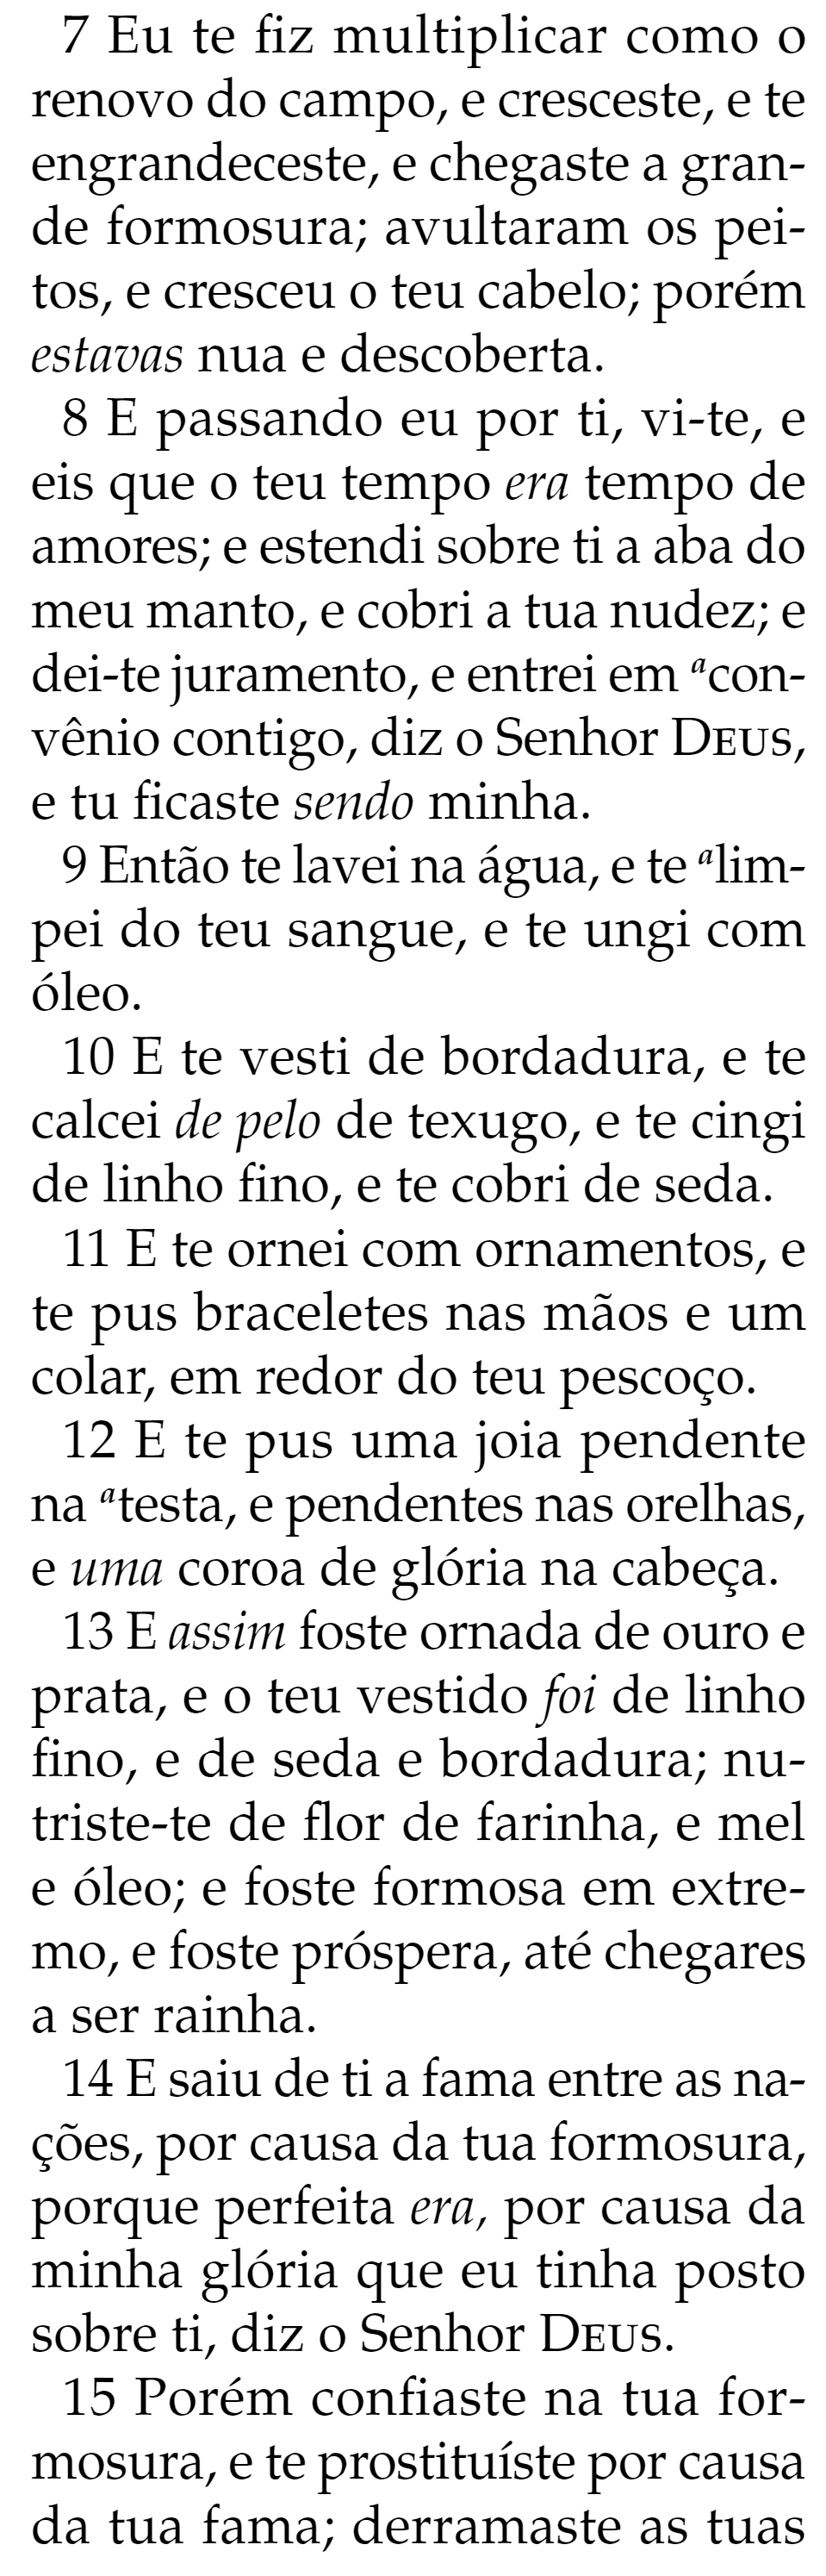 7 Eu te fiz multiplicar como o
renovo do campo, e cresceste, e te
engrandeceste, e chegaste a gran-
de formosura; avultaram os pei-
tos, e cresceu o teu cabelo; porém
estavas nua e descoberta.
8 E passando eu por ti, vi-te, e
eis que o teu tempo era tempo de
amores; e estendi sobre ti a aba do
meu manto, e cobri a tua nudez; e
dei-te juramento, e entrei em ªcon-
vênio contigo, diz o Senhor DEUS,
e tu ficaste sendo minha.
9 Então te lavei na água, e te ªlim-
pei do teu sangue, e te ungi com
óleo.
10 E te vesti de bordadura, e te
calcei de pelo de texugo, e te cingi
de linho fino, e te cobri de seda.
11 E te ornei com ornamentos, e
te pus braceletes nas mãos e um
colar, em redor do teu pescoço.
12 E te pus uma joia pendente
na ªtesta, e pendentes nas orelhas,
e uma coroa de glória na cabeça.
13 E assim foste ornada de ouro e
prata, e o teu vestido foi de linho
fino, e de seda e bordadura; nu-
triste-te de flor de farinha, e mel
e óleo; e foste formosa em extre-
mo, e foste próspera, até chegares
a ser rainha.
14 E saiu de ti a fama entre as na-
ções, por causa da tua formosura,
porque perfeita era, por causa da
minha glória que eu tinha posto
sobre ti, diz o Senhor DEUS.
15 Porém confiaste na tua for-
mosura, e te prostituíste por causa
da tua fama; derramaste as tuas